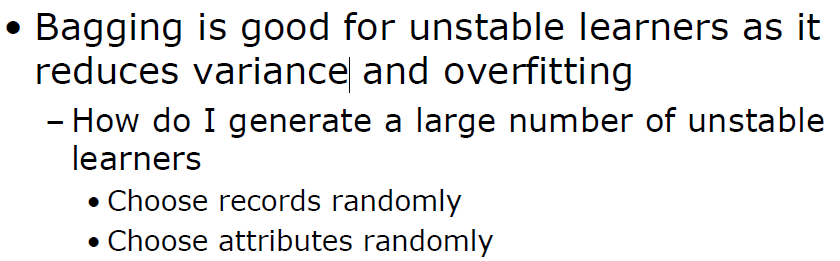 • Bagging is good for unstable learners as it
reduces variance and overfitting
– How do I generate a large number of unstable
learners
• Choose records randomly
• Choose attributes randomly